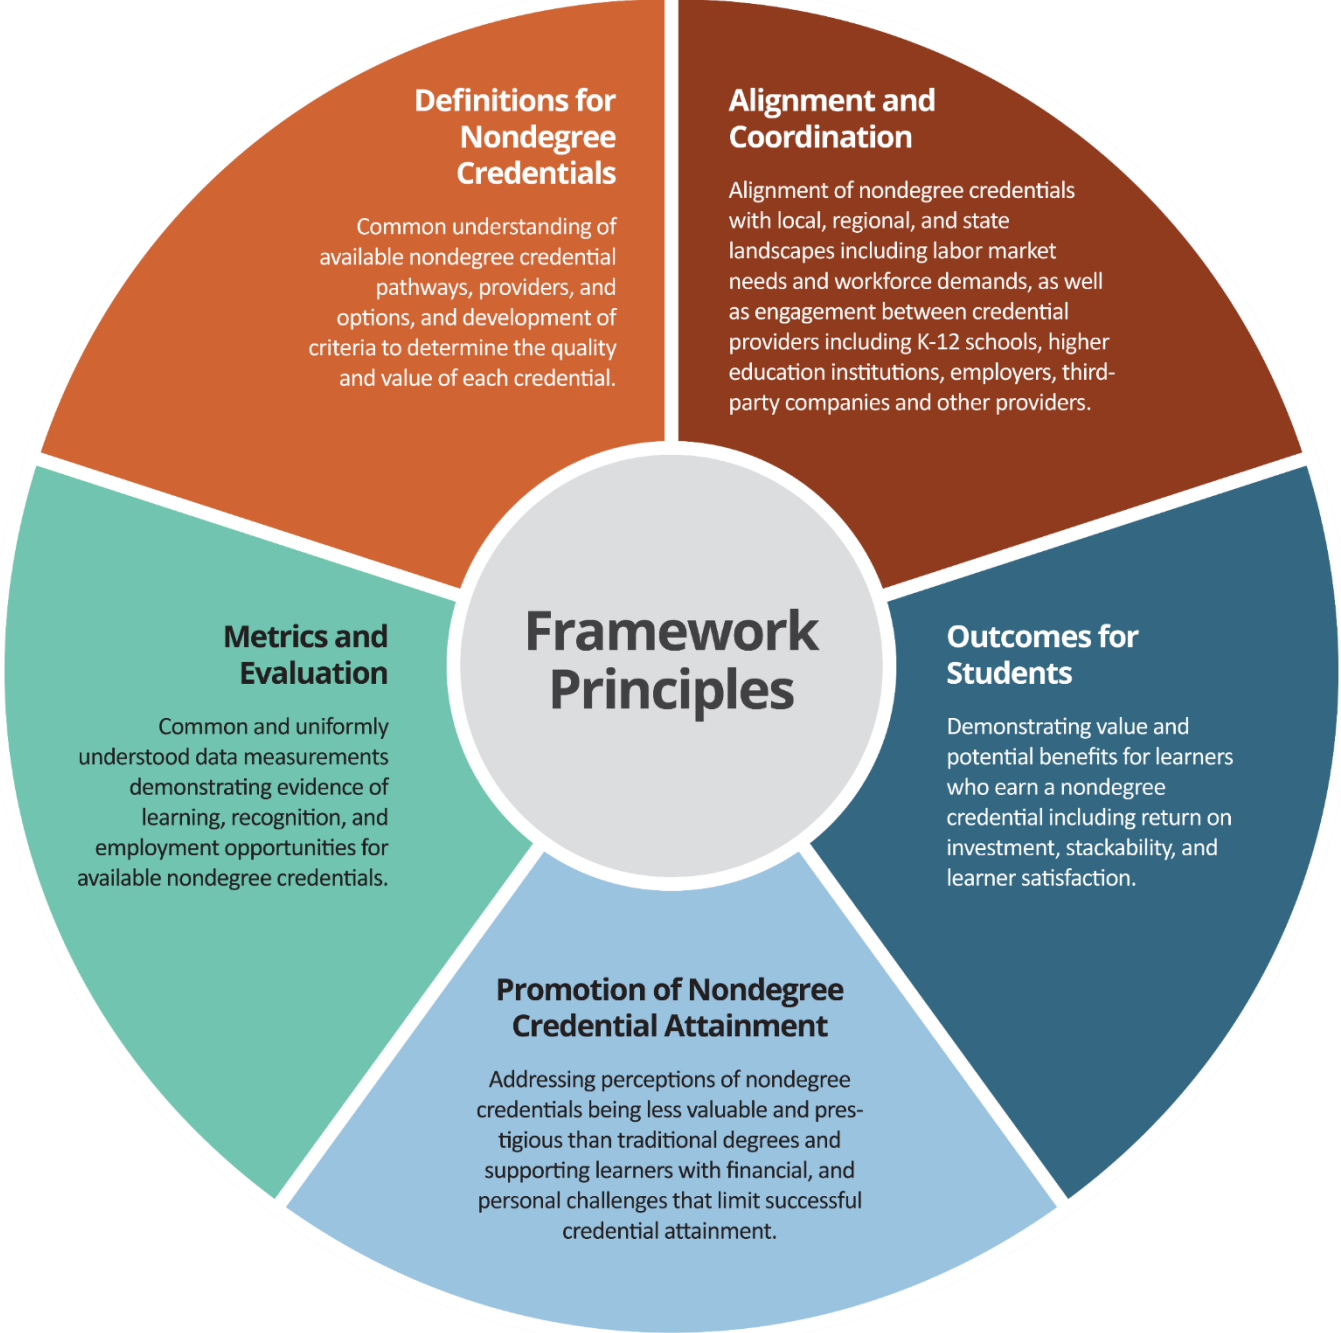 Definitions for
Nondegree
Credentials
Common understanding of
available nondegree credential
pathways, providers, and
options, and development of
criteria to determine the quality
and value of each credential.
Alignment and
Coordination
Alignment of nondegree credentials
with local, regional, and state
landscapes including labor market
needs and workforce demands, as well
as engagement between credential
providers including K-12 schools, higher
education institutions, employers, third-
party companies and other providers.
Framework
Principles
Metrics and
Evaluation
Common and uniformly
understood data measurements
demonstrating evidence of
learning, recognition, and
employment opportunities for
available nondegree credentials.
Outcomes for
Students
Demonstrating value and
potential benefits for learners
who earn a nondegree
credential including return on
investment, stackability, and
learner satisfaction.
Promotion of Nondegree
Credential Attainment
Addressing perceptions of nondegree
credentials being less valuable and pres-
tigious than traditional degrees and
supporting learners with financial, and
personal challenges that limit successful
credential attainment.